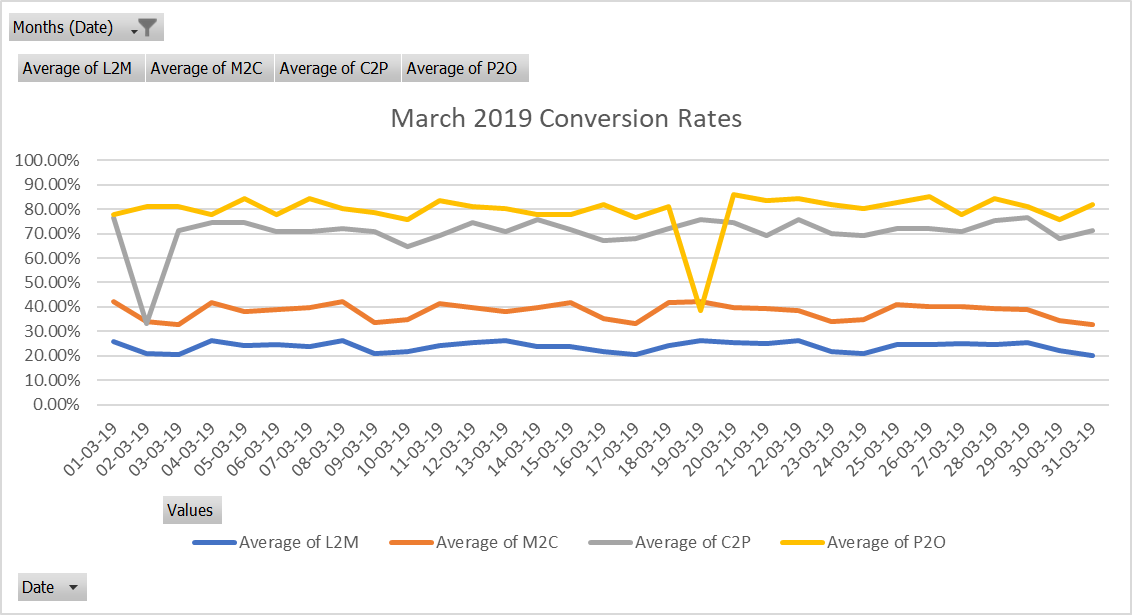 Months (Date)
Average of L2M Average of M2C Average of C2P Average of P2O
March 2019 Conversion Rates
100.00%
90.00%
80.00%
70.00%
60.00%
50.00%
40.00%
30.00%
20.00%
10.00%
0.00%
01-03-19 02-03-19 03-03-19 04-03-19 05-03-19 06-03-19 07-03-19 08-03-19 09-03-19 10-03-19 11-03-19 12-03-19 13-03-19 14-03-19 15-03-19 16-03-19 17-03-19 18-03-19 19-03-19 20-03-19 21-03-19 22-03-19 23-03-19 24-03-19 25-03-19 26-03-19 27-03-19 28-03-19 29-03-19 30-03-19 31-03-19
Values
Average of L2M Average of M2C Average of C2P Average of P2O
Date